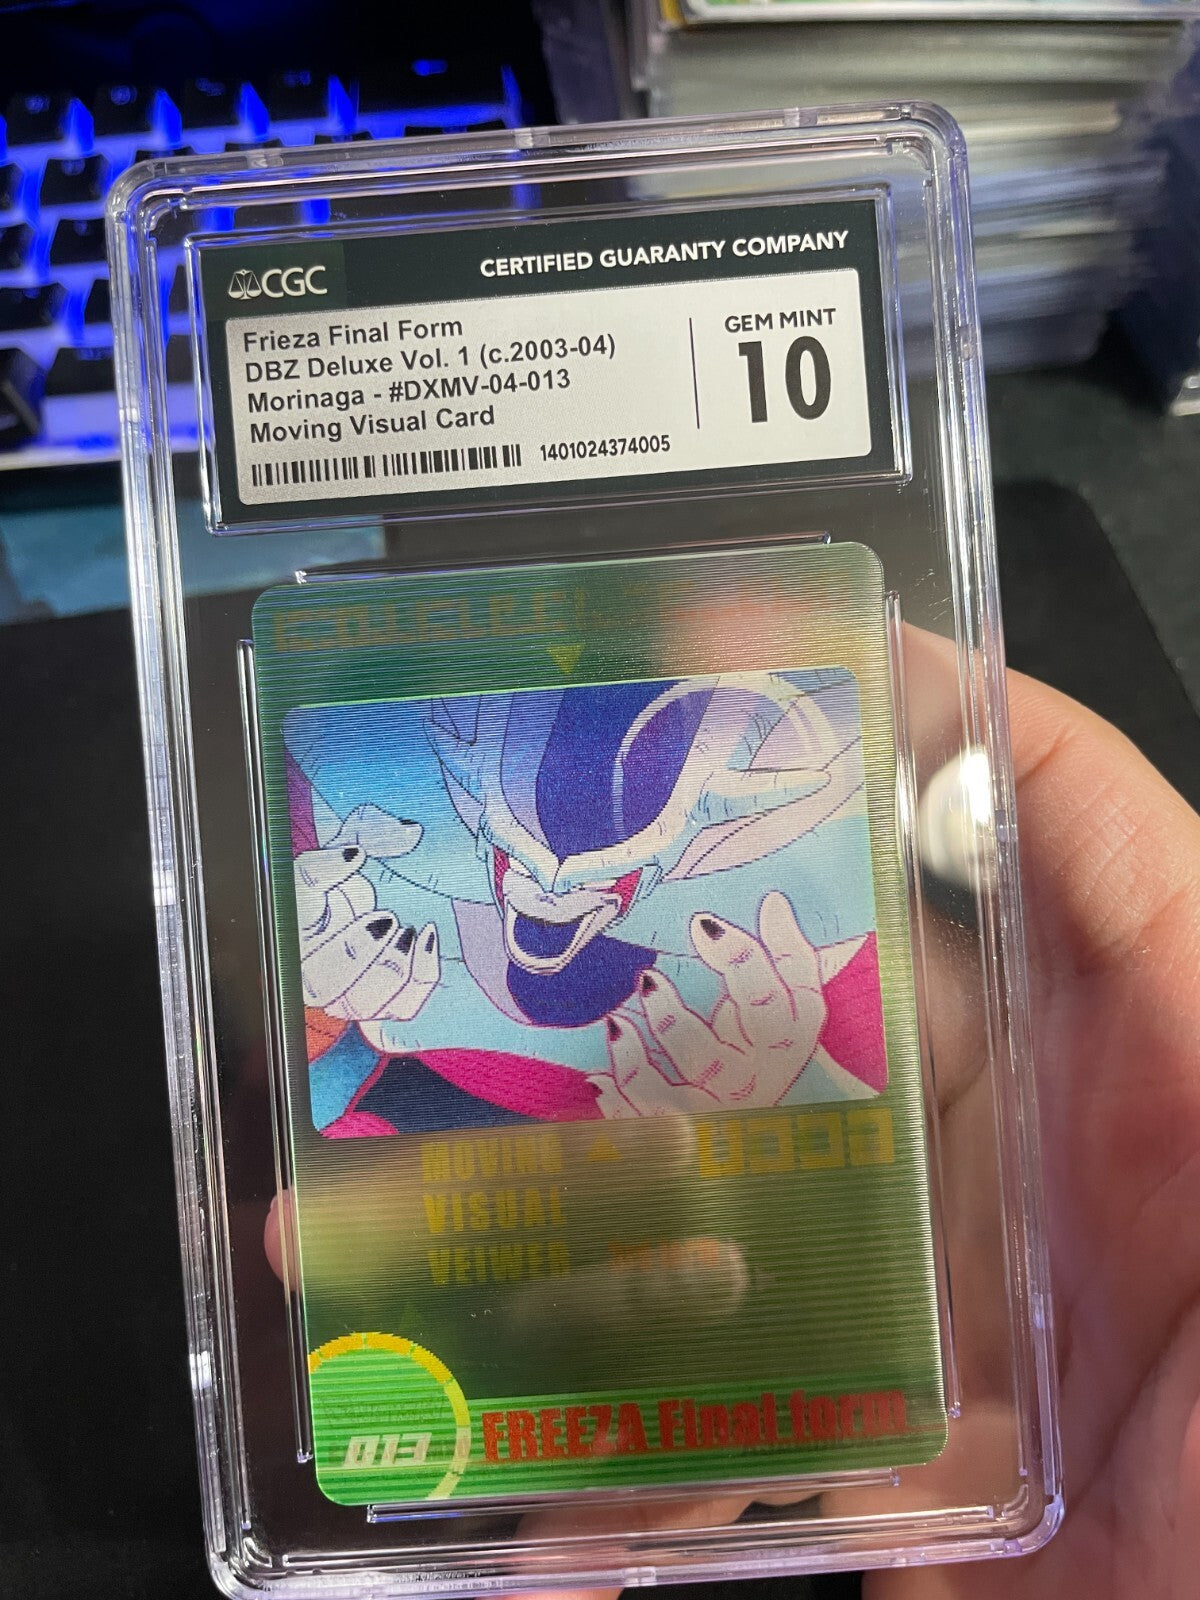 CGC
CERTIFIED GUARANTY COMPANY
Frieza Final Form
DBZ Deluxe Vol. 1 (c.2003-04)
Morinaga - #DXMV-04-013
Moving Visual Card
1401024374005
GEM MINT
10
MOVING
VISUAL
VEIWER
013
FREEZA Final form